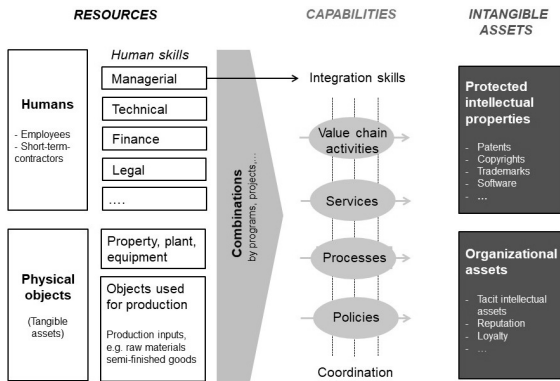 RESOURCES
CAPABILITIES
INTANGIBLE
ASSETS
Human skills
Humans
- Employees
- Short-term-
contractors
Managerial
Technical
Finance
Legal
....
Physical
objects
(Tangible
assets)
Property, plant,
equipment
Objects used
for production
Production inputs,
e.g. raw materials
semi-finished goods
Combinations
by programs, projects,...
Integration skills
Value chain
activities
Services
Processes
Policies
Coordination
Protected
intellectual
properties
- Patents
- Copyrights
- Trademarks
- Software
- ...
Organizational
assets
- Tacit intellectual
assets
- Reputation
- Loyalty
- ...